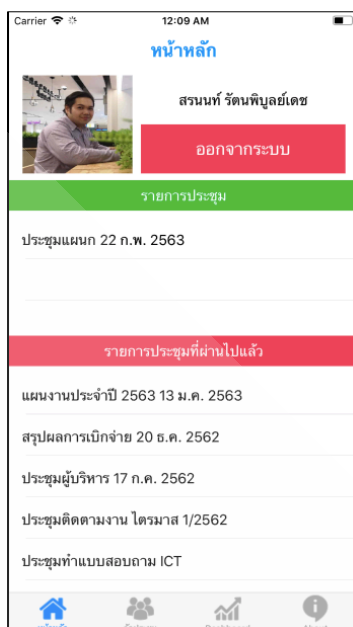 Carrier 12:09 AM
หน้าหลัก
สรนนท์ รัตนพิบูลย์เดช
ออกจากระบบ
รายการประชุม
ประชุมแผนก 22 ก.พ. 2563
รายการประชุมที่ผ่านไปแล้ว
แผนงานประจำปี 2563 13 ม.ค. 2563
สรุปผลการเบิกจ่าย 20 ธ.ค. 2562
ประชุมผู้บริหาร 17 ก.ค. 2562
ประชุมติดตามงาน ไตรมาส 1/2562
ประชุมทำแบบสอบถาม ICT